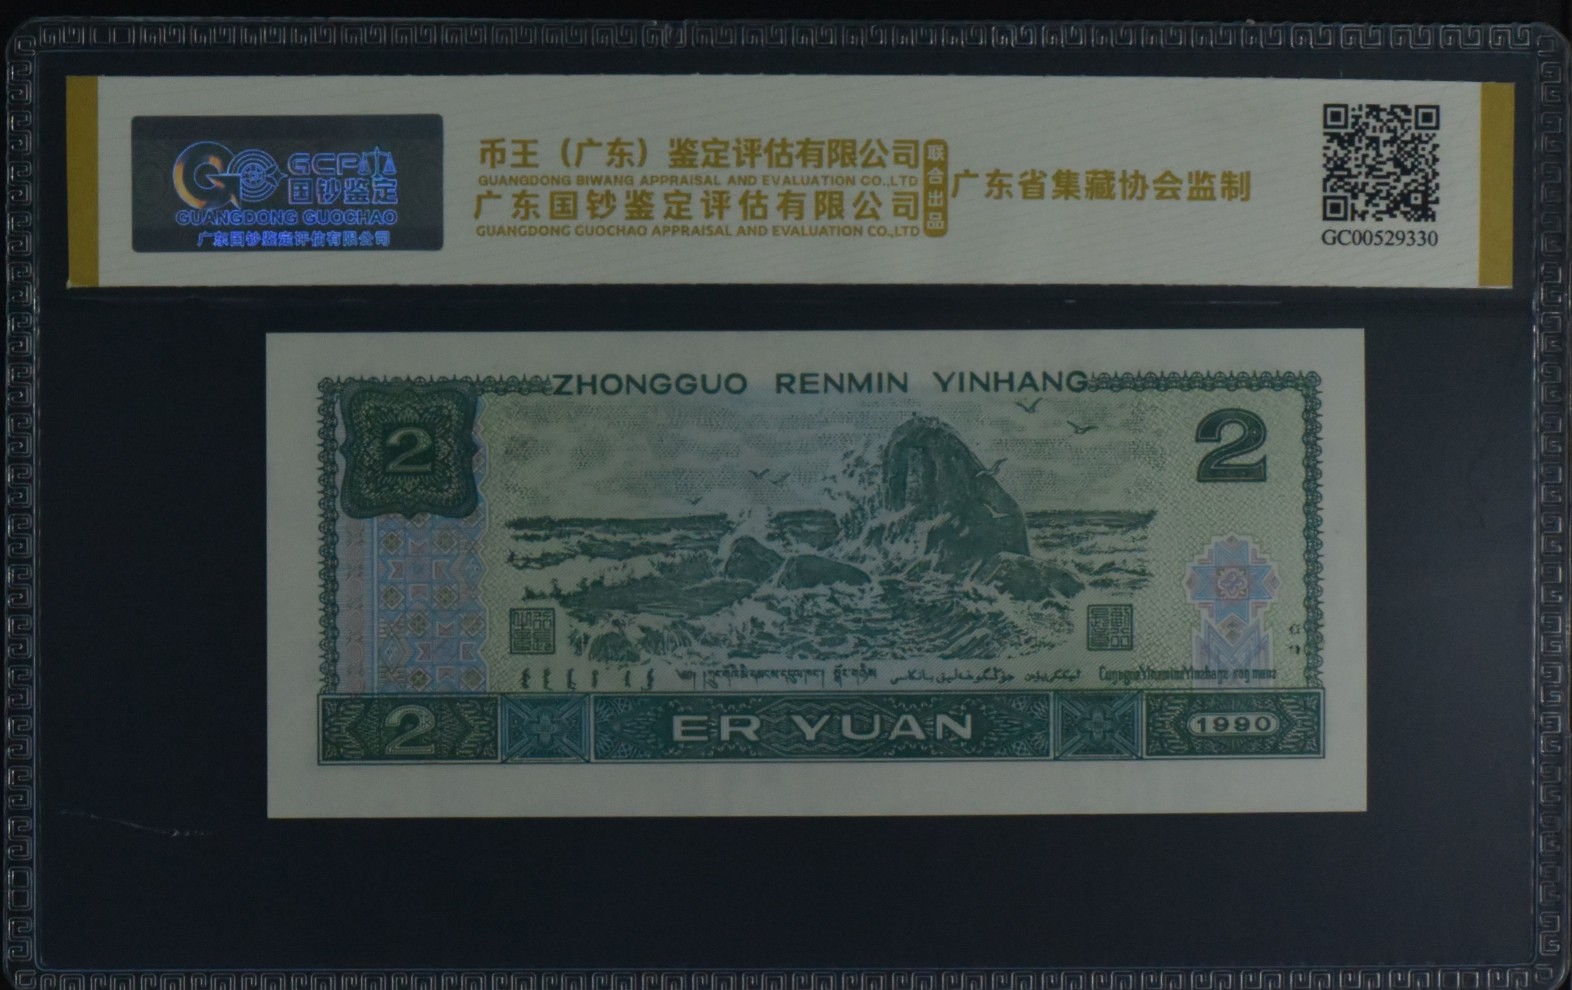 GCF
国钞鉴定
GUANGDONG GUOCHAO
广东国钞鉴定评估有限公司
币王（广东）鉴定评估有限公司
GUANGDONG BIWANG APPRAISAL AND EVALUATION CO.,LTD
广东国钞鉴定评估有限公司
GUANGDONG GUOCHAO APPRAISAL AND EVALUATION CO.,LTD
联合出品
广东省集藏协会监制
GC00529330
ZHONGGUO RENMIN YINHANG
2
2
2
ER YUAN
1990